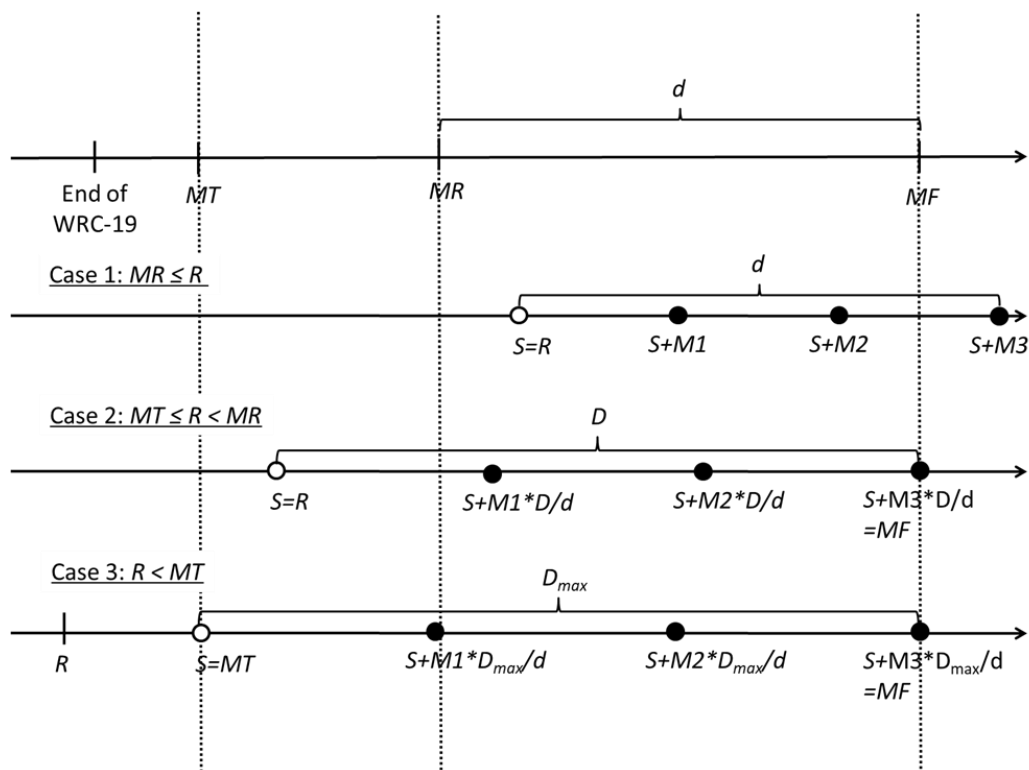 d
End of
WRC-19
MT
MR
MF
Case 1: MR ≤ R
d
S=R
S+M1
S+M2
S+M3
Case 2: MT ≤ R < MR
D
S=R
S+M1*D/d
S+M2*D/d
S+M3*D/d
=MF
Case 3: R < MT
Dmax
R
S=MT
S+M1*Dmax/d
S+M2*Dmax/d
S+M3*Dmax/d
=MF